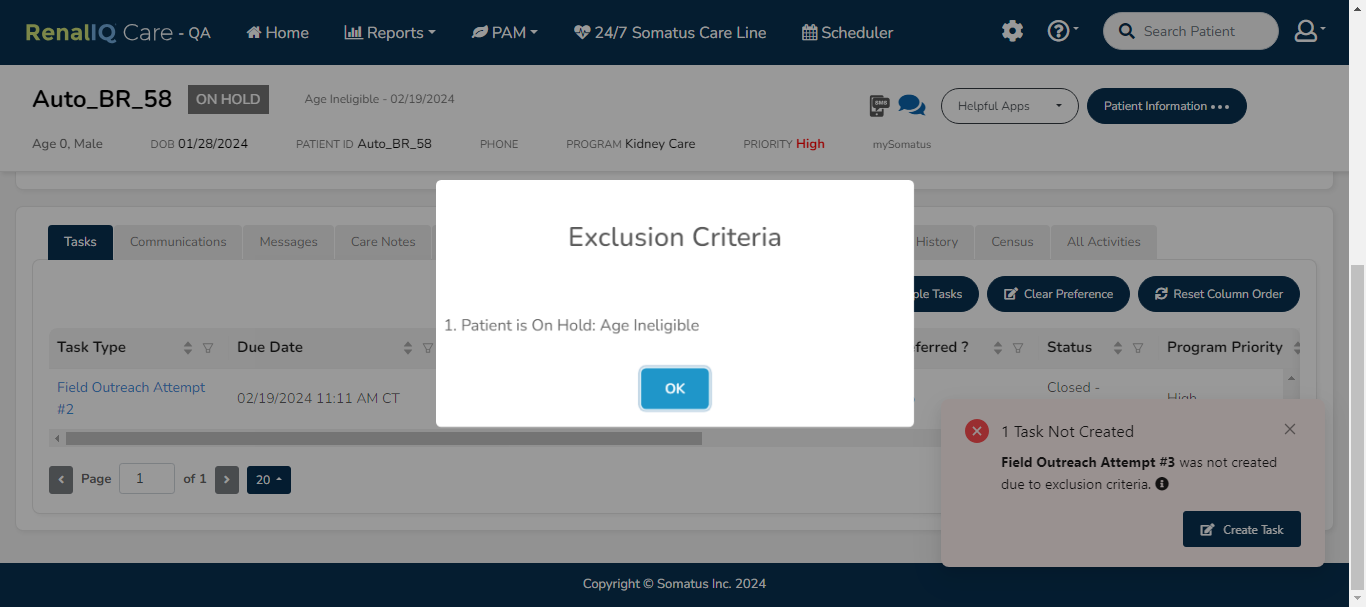 RenalIQ Care - QA
Home
Reports
PAM
24/7 Somatus Care Line
Scheduler
Search Patient
Auto_BR_58
ON HOLD
Age Ineligible - 02/19/2024
SMS
Helpful Apps
Patient Information
Age 0, Male
DOB 01/28/2024
PATIENT ID Auto_BR_58
PHONE
PROGRAM Kidney Care
PRIORITY High
mySomatus
Exclusion Criteria
1. Patient is On Hold: Age Ineligible
OK
Tasks
Communications
Messages
Care Notes
History
Census
All Activities
Tasks
Clear Preference
Reset Column Order
Task Type
Due Date
?
Status
Program Priority
Field Outreach Attempt
#2
02/19/2024 11:11 AM CT
Closed -
High
Page
1
of 1
20
1 Task Not Created
Field Outreach Attempt #3 was not created
due to exclusion criteria.
Create Task
Copyright © Somatus Inc. 2024